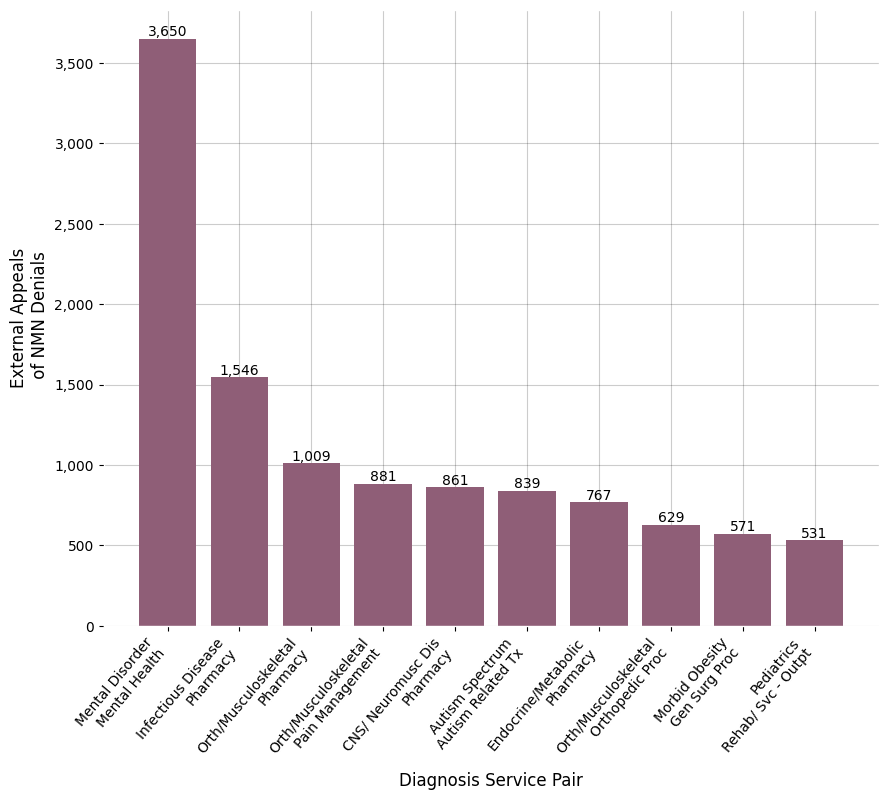 External Appeals
of NMN Denials
3,500
3,000
2,500
2,000
1,500
1,000
500
0
3,650
1,546
1,009
881
861
839
767
629
571
531
Mental Disorder
Mental Health
Infectious Disease
Pharmacy
Orth/Musculoskeletal
Pharmacy
Orth/Musculoskeletal
Pain Management
CNS/ Neuromusc Dis
Pharmacy
Autism Spectrum
Autism Related Tx
Endocrine/Metabolic
Pharmacy
Orth/Musculoskeletal
Orthopedic Proc
Morbid Obesity
Gen Surg Proc
Pediatrics
Rehab/ Svc - Outpt
Diagnosis Service Pair